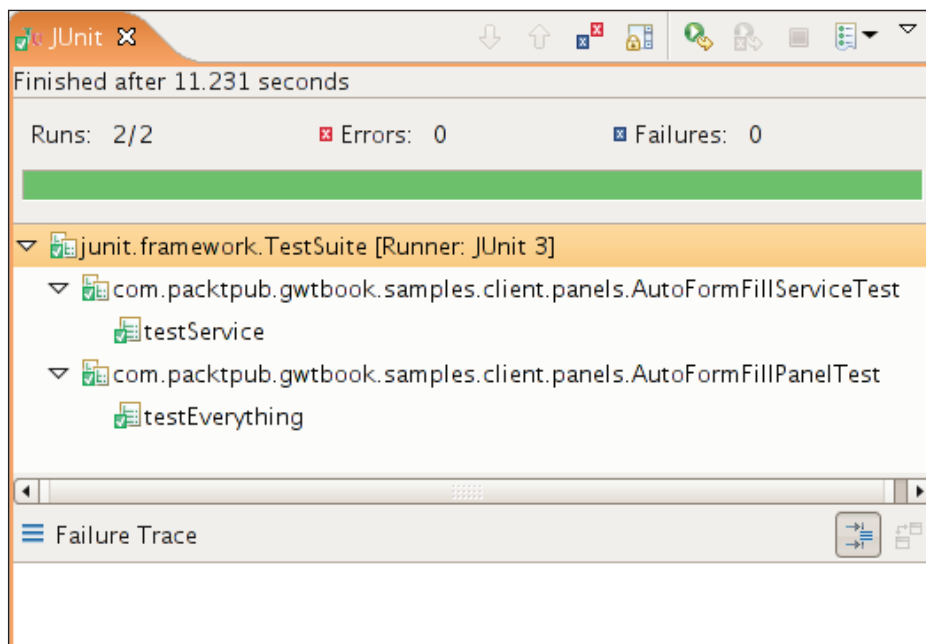 JUnit
Finished after 11.231 seconds
Runs: 2/2 Errors: 0 Failures: 0
junit.framework.TestSuite [Runner: JUnit 3]
com.packtpub.gwtbook.samples.client.panels.AutoFormFillServiceTest
testService
com.packtpub.gwtbook.samples.client.panels.AutoFormFillPanelTest
testEverything
Failure Trace